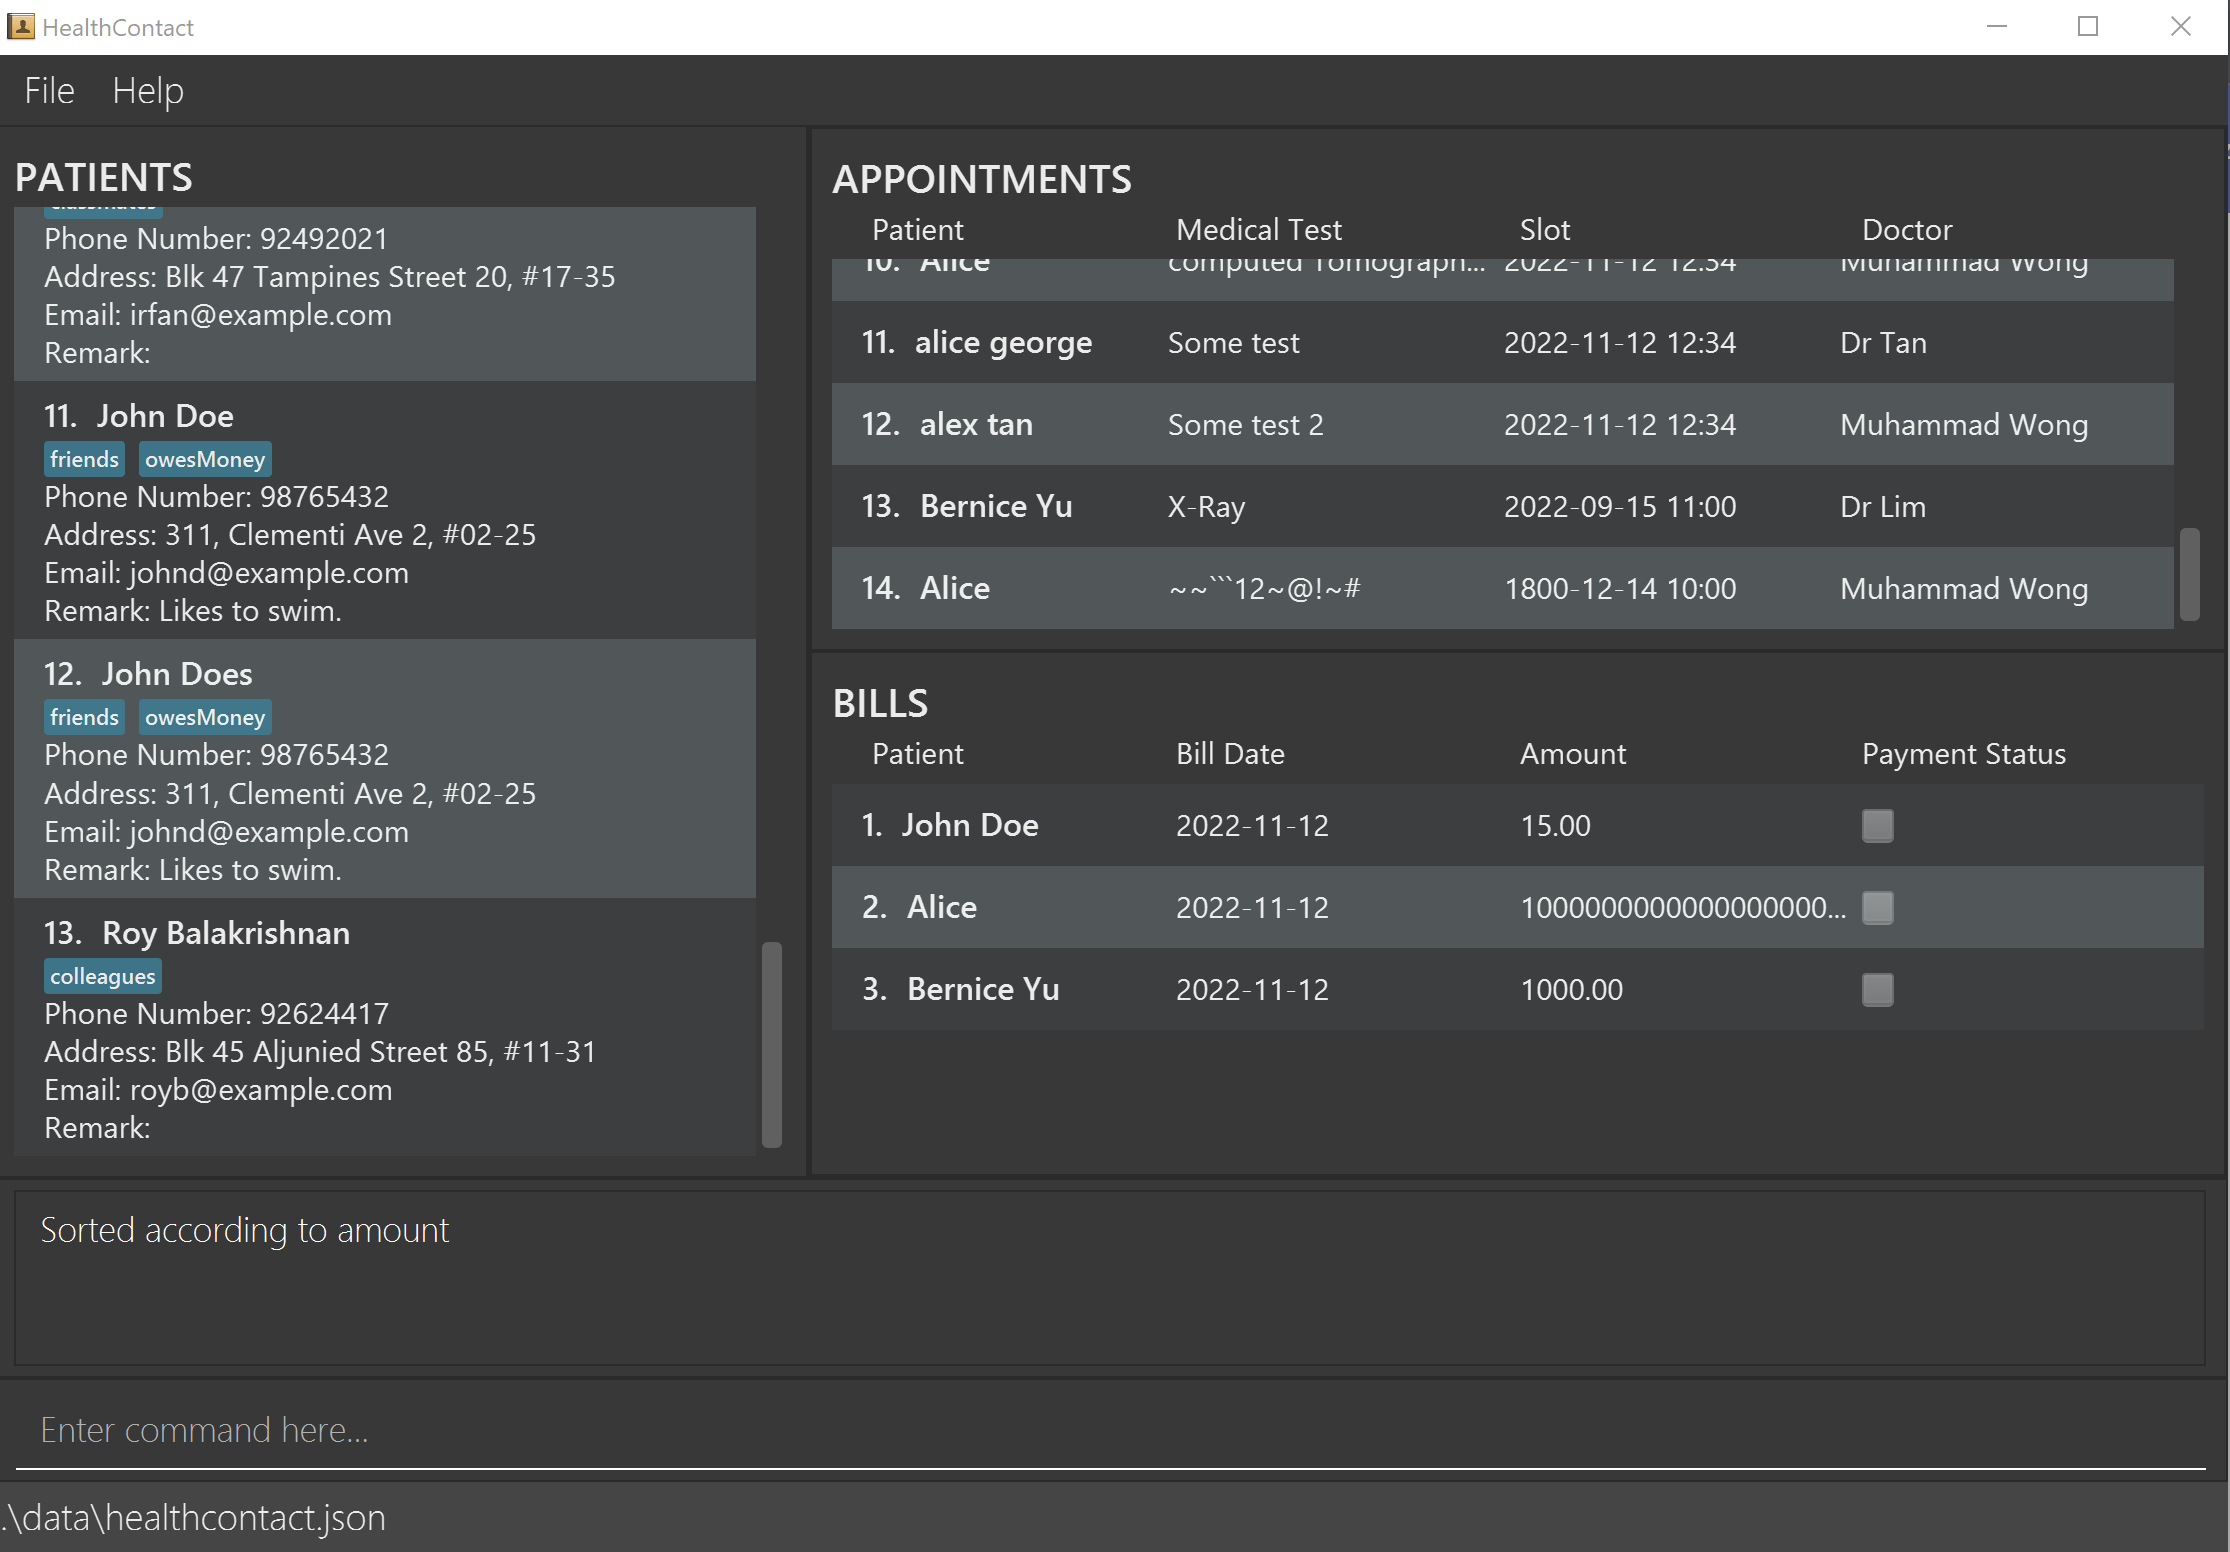 HealthContact
File Help
PATIENTS
classmates
Phone Number: 92492021
Address: Blk 47 Tampines Street 20, #17-35
Email: irfan@example.com
Remark:
11. John Doe
friends owesMoney
Phone Number: 98765432
Address: 311, Clementi Ave 2, #02-25
Email: johnd@example.com
Remark: Likes to swim.
12. John Does
friends owesMoney
Phone Number: 98765432
Address: 311, Clementi Ave 2, #02-25
Email: johnd@example.com
Remark: Likes to swim.
13. Roy Balakrishnan
colleagues
Phone Number: 92624417
Address: Blk 45 Aljunied Street 85, #11-31
Email: royb@example.com
Remark:
APPOINTMENTS
Patient Medical Test Slot Doctor
10. Alice computed Tomograph... 2022-11-12 12:34 Muhammad Wong
11. alice george Some test 2022-11-12 12:34 Dr Tan
12. alex tan Some test 2 2022-11-12 12:34 Muhammad Wong
13. Bernice Yu X-Ray 2022-09-15 11:00 Dr Lim
14. Alice ~~```12~@!~# 1800-12-14 10:00 Muhammad Wong
BILLS
Patient Bill Date Amount Payment Status
1. John Doe 2022-11-12 15.00
2. Alice 2022-11-12 1000000000000000000...
3. Bernice Yu 2022-11-12 1000.00
Sorted according to amount
Enter command here...
.\data\healthcontact.json